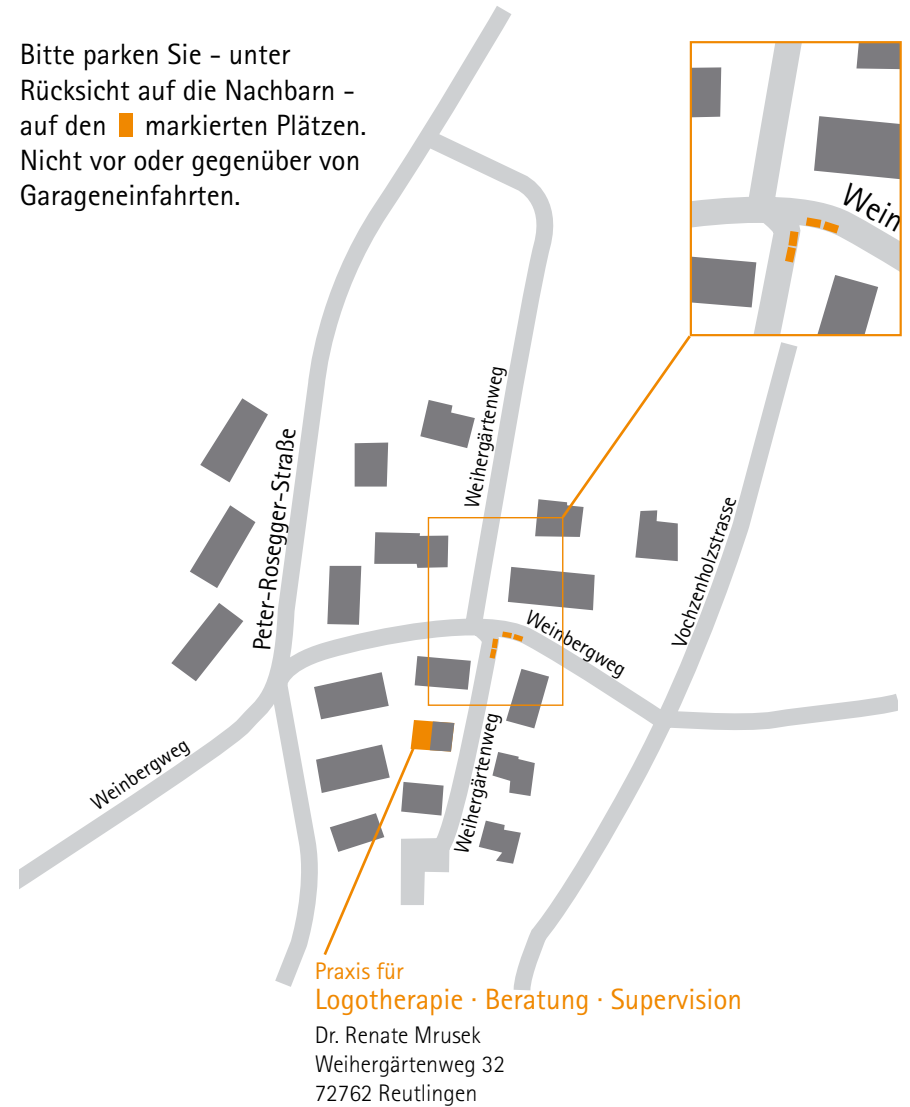 Bitte parken Sie - unter
Rücksicht auf die Nachbarn -
auf den markierten Plätzen.
Nicht vor oder gegenüber von
Garageneinfahrten.
Wein
Weihergärtenweg
Peter-Rosegger-Straße
Vochzenholzstrasse
Weinbergweg
Weinbergweg
Weihergärtenweg
Praxis für
Logotherapie · Beratung · Supervision
Dr. Renate Mrusek
Weihergärtenweg 32
72762 Reutlingen